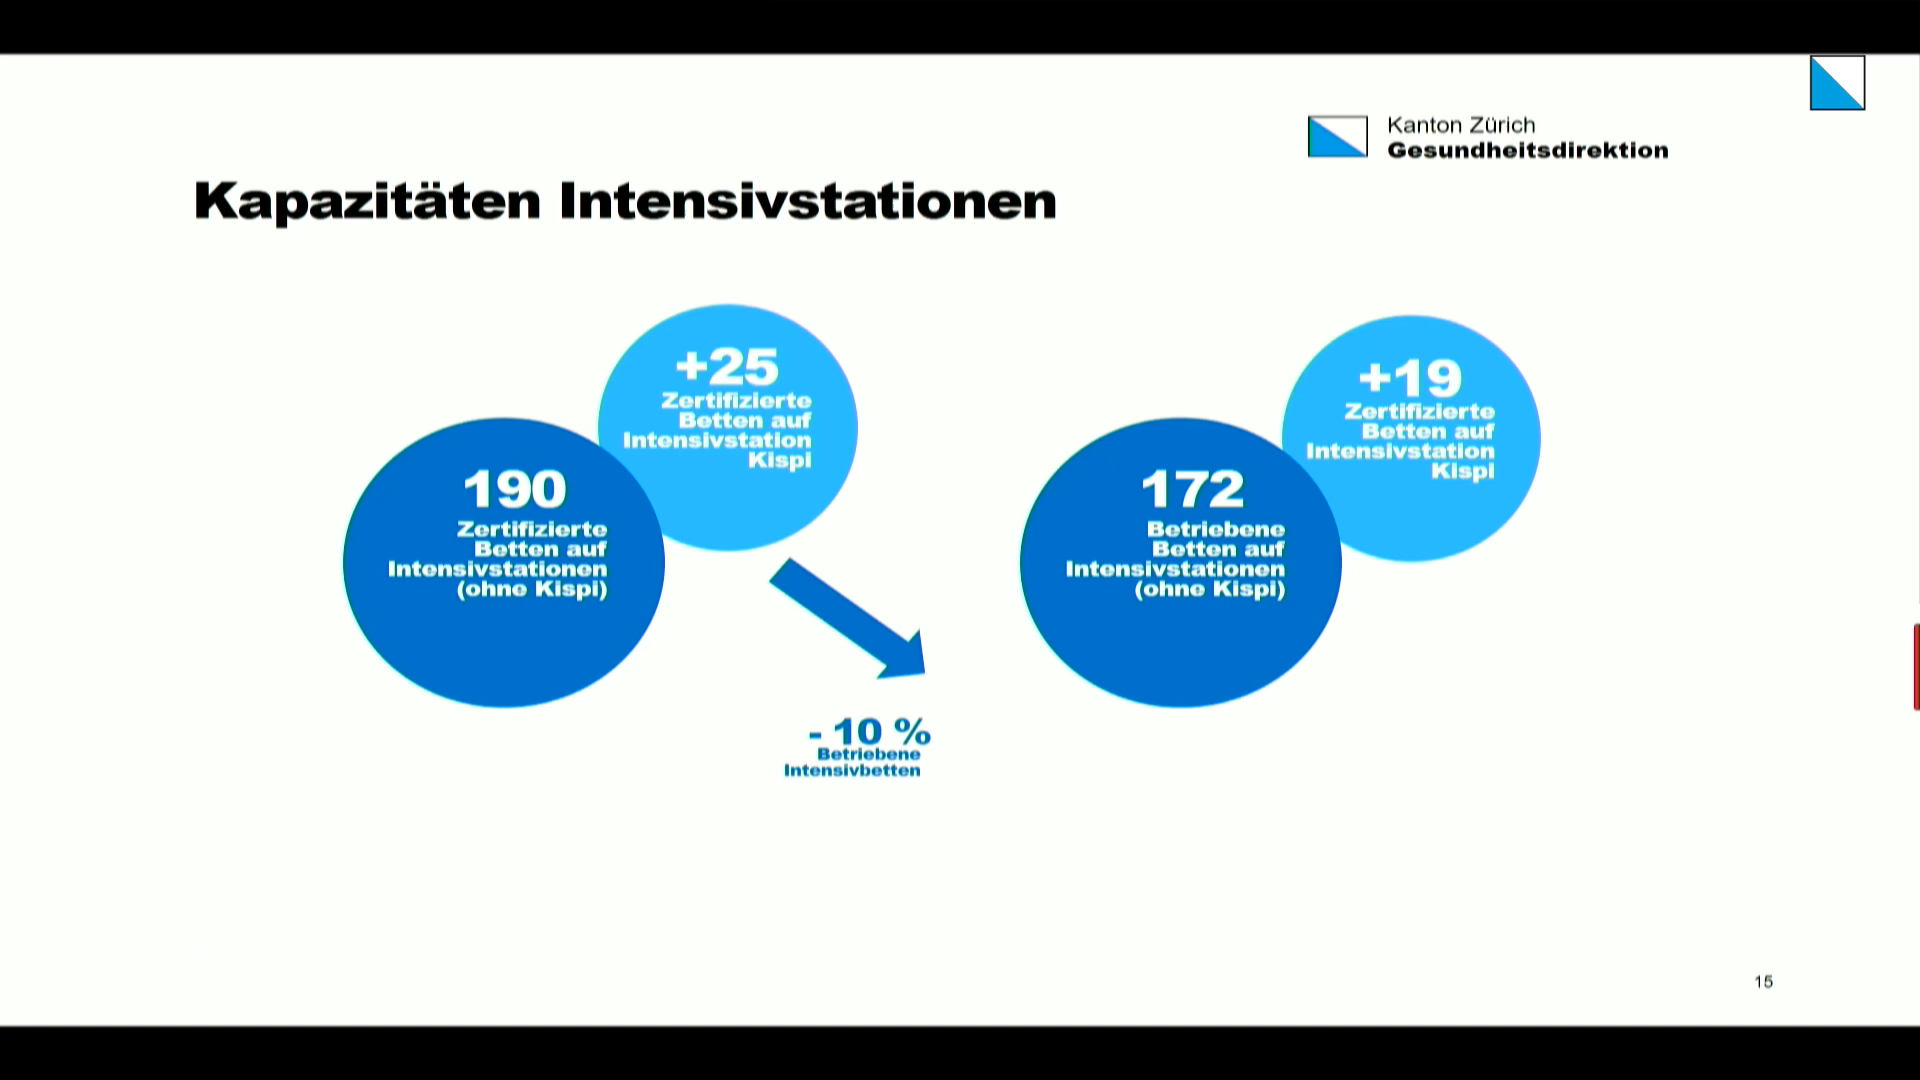 Kanton Zürich
Gesundheitsdirektion
Kapazitäten Intensivstationen
+25
Zertifizierte
Betten auf
Intensivstation
Kispi
190
Zertifizierte
Betten auf
Intensivstationen
(ohne Kispi)
- 10 %
Betriebene
Intensivbetten
+19
Zertifizierte
Betten auf
Intensivstation
Kispi
172
Betriebene
Betten auf
Intensivstationen
(ohne Kispi)
15